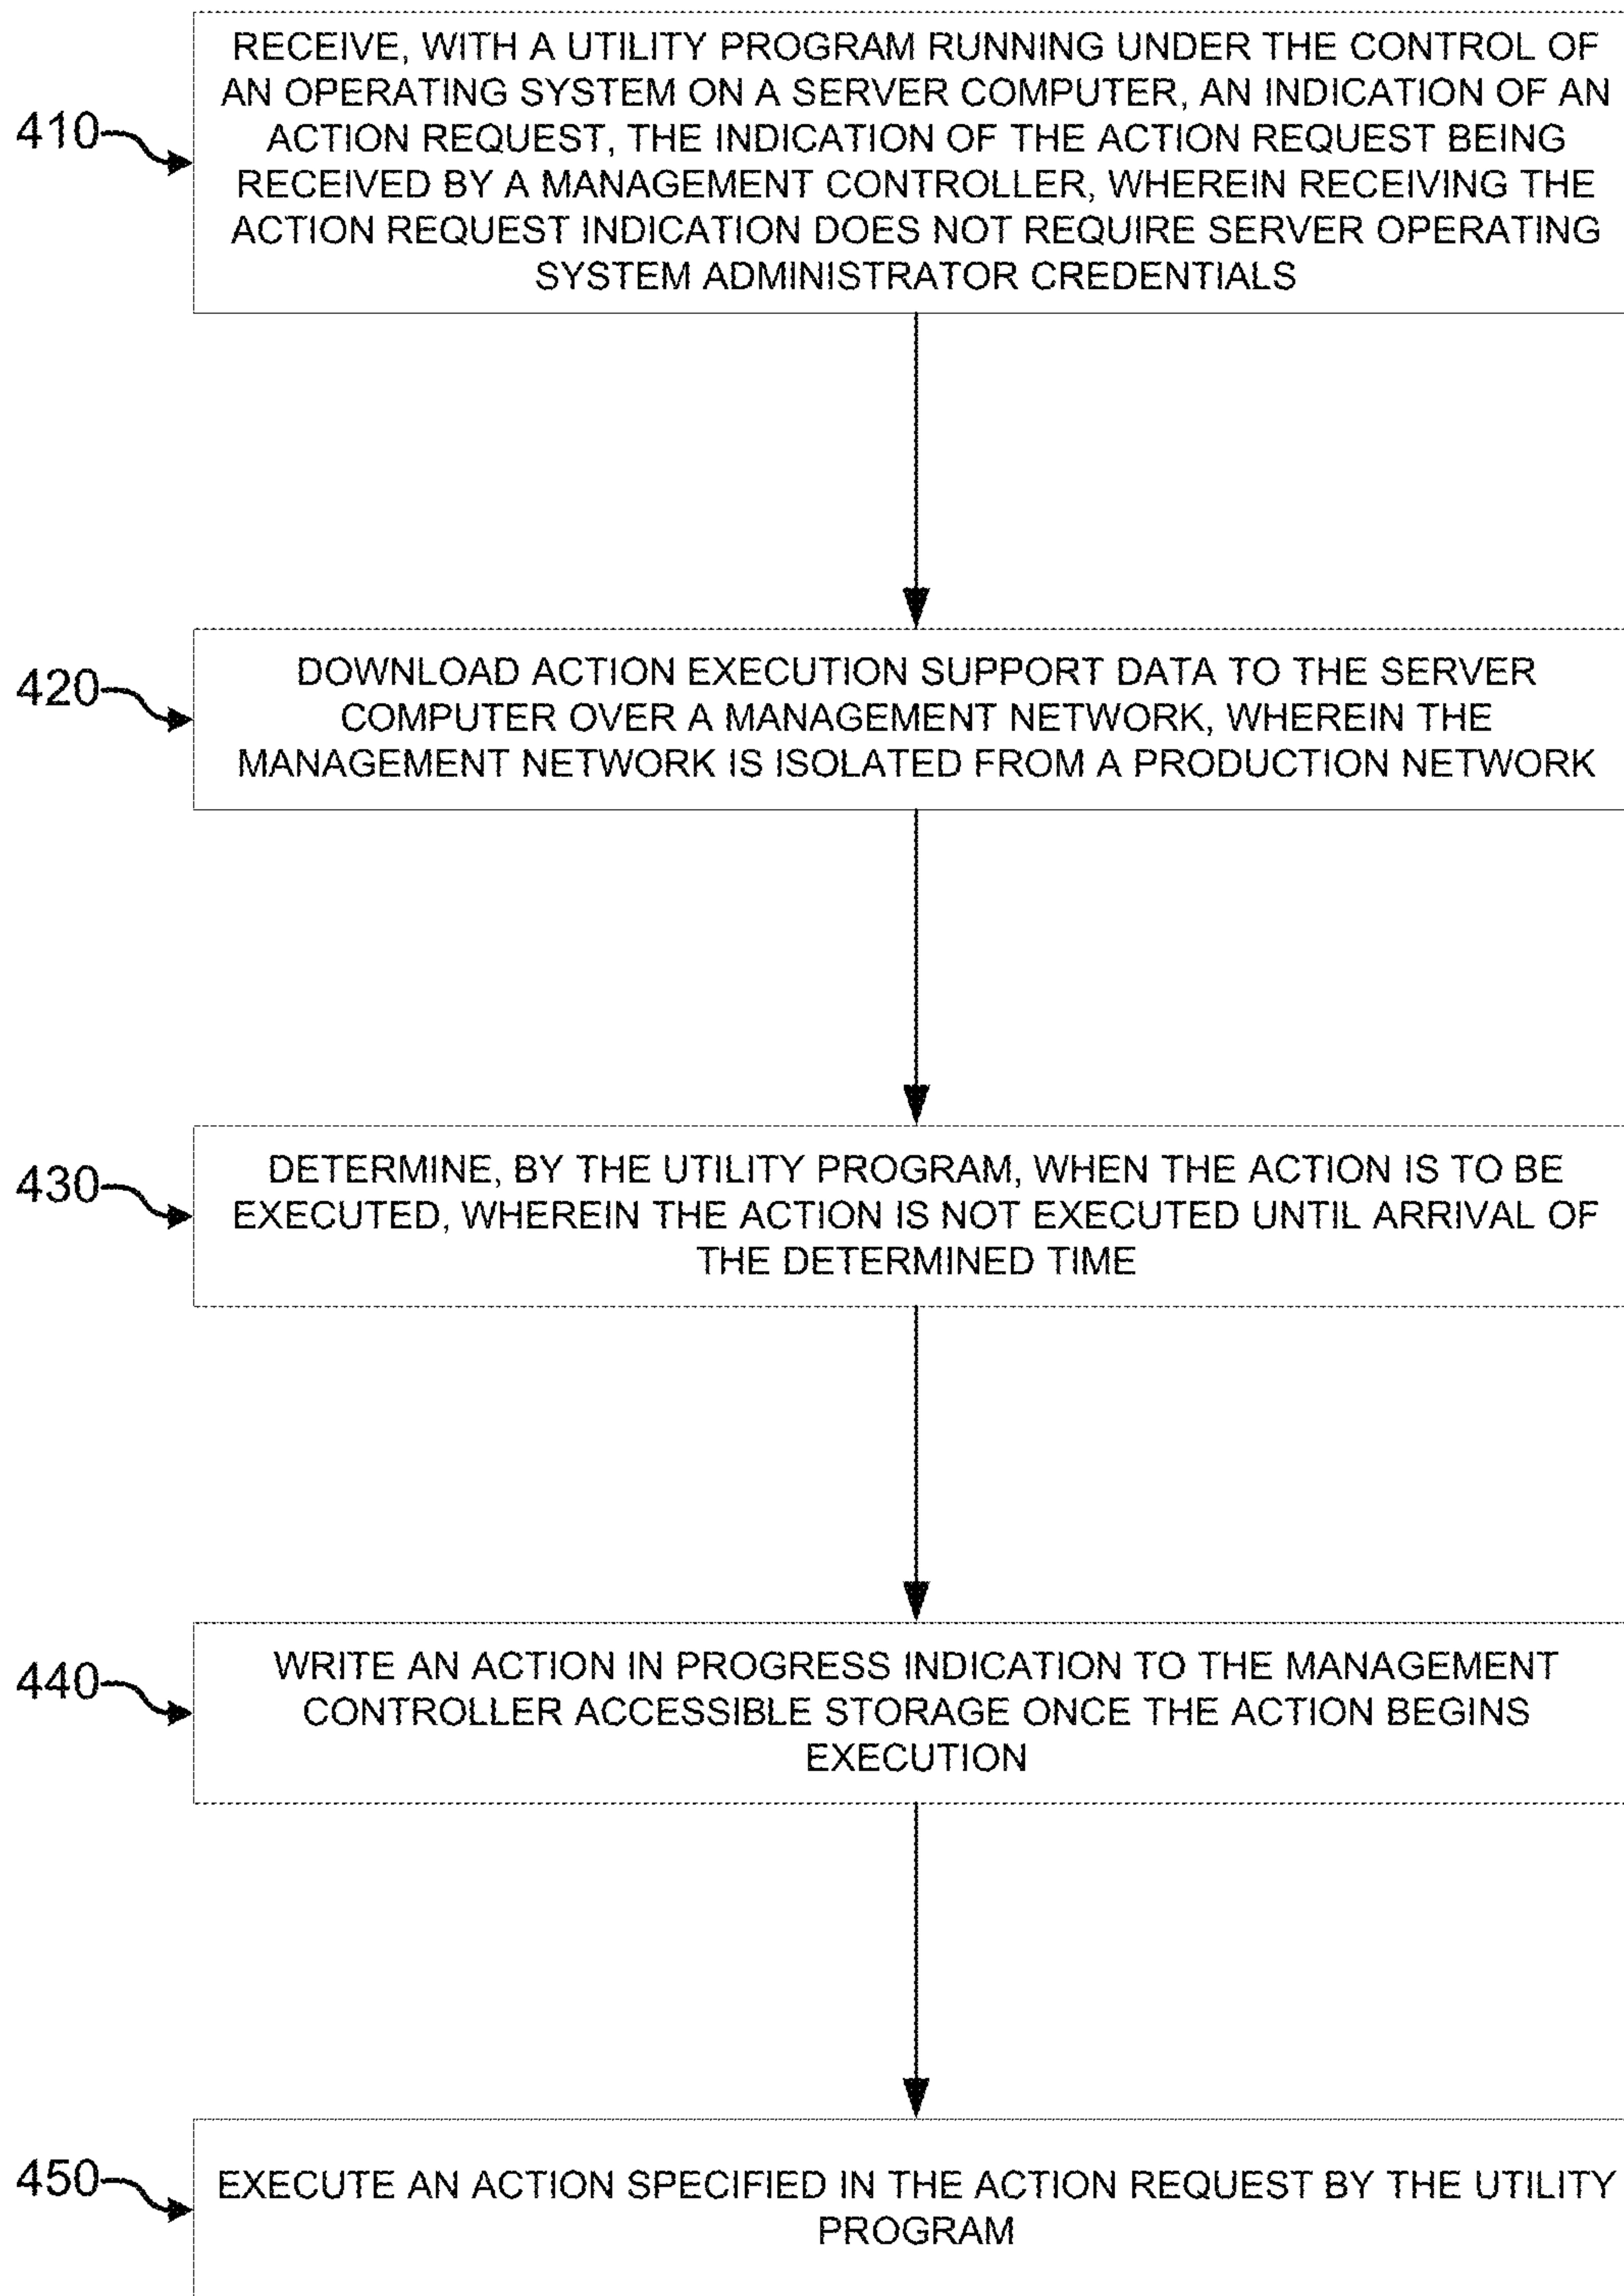 410
RECEIVE, WITH A UTILITY PROGRAM RUNNING UNDER THE CONTROL OF
AN OPERATING SYSTEM ON A SERVER COMPUTER, AN INDICATION OF AN
ACTION REQUEST, THE INDICATION OF THE ACTION REQUEST BEING
RECEIVED BY A MANAGEMENT CONTROLLER, WHEREIN RECEIVING THE
ACTION REQUEST INDICATION DOES NOT REQUIRE SERVER OPERATING
SYSTEM ADMINISTRATOR CREDENTIALS
420
DOWNLOAD ACTION EXECUTION SUPPORT DATA TO THE SERVER
COMPUTER OVER A MANAGEMENT NETWORK, WHEREIN THE
MANAGEMENT NETWORK IS ISOLATED FROM A PRODUCTION NETWORK
430
DETERMINE, BY THE UTILITY PROGRAM, WHEN THE ACTION IS TO BE
EXECUTED, WHEREIN THE ACTION IS NOT EXECUTED UNTIL ARRIVAL OF
THE DETERMINED TIME
440
WRITE AN ACTION IN PROGRESS INDICATION TO THE MANAGEMENT
CONTROLLER ACCESSIBLE STORAGE ONCE THE ACTION BEGINS
EXECUTION
450
EXECUTE AN ACTION SPECIFIED IN THE ACTION REQUEST BY THE UTILITY
PROGRAM